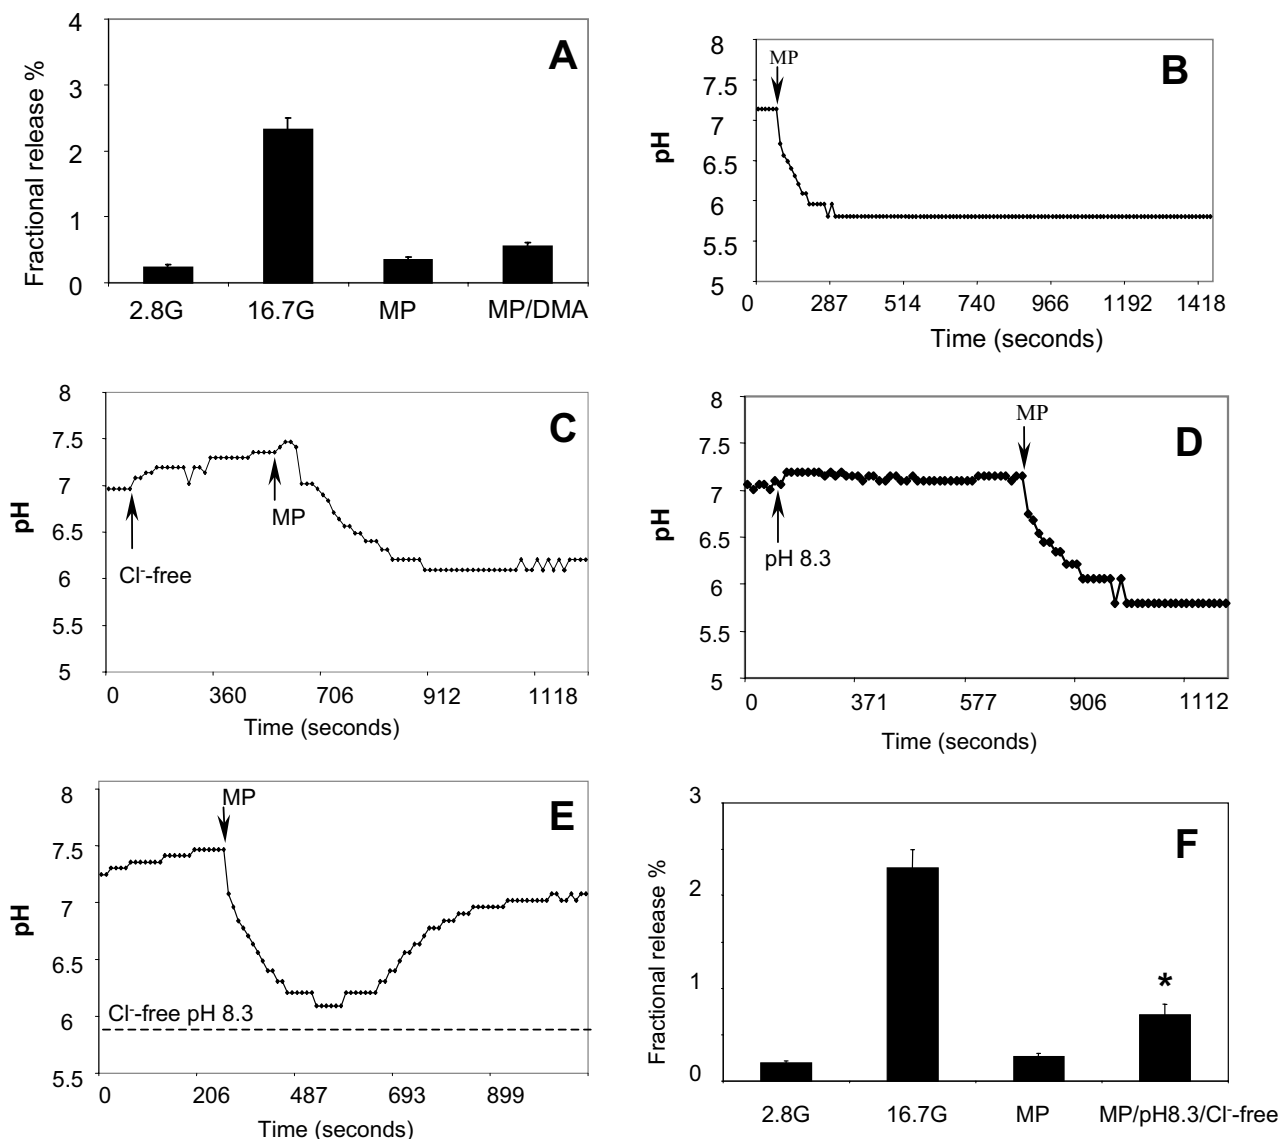 A
Fractional release %
4
3
2
1
0
2.8G 16.7G MP MP/DMA
B
pH
8
7.5
7
6.5
6
5.5
5
MP
0 287 514 740 966 1192 1418
Time (seconds)
C
pH
8
7.5
7
6.5
6
5.5
5
Cl--free
MP
0 360 706 912 1118
Time (seconds)
D
pH
8
7.5
7
6.5
6
5.5
5
MP
pH 8.3
0 371 577 906 1112
Time (seconds)
E
pH
8
7.5
7
6.5
6
5.5
MP
Cl--free pH 8.3
0 206 487 693 899
Time (seconds)
F
Fractional release %
3
2
1
0
*
2.8G 16.7G MP MP/pH8.3/Cl--free